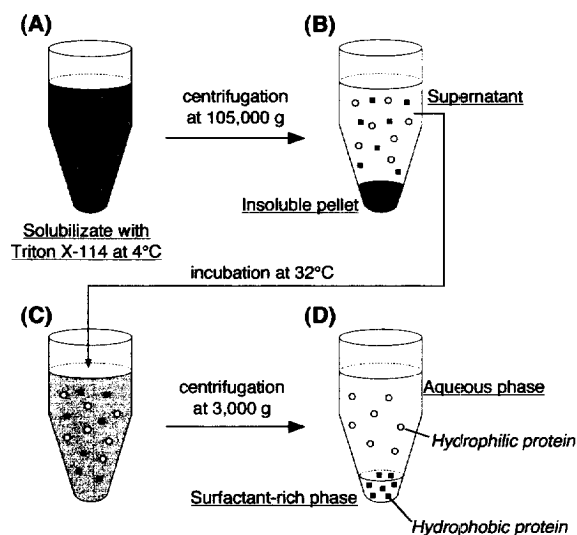 (A)
(B)
centrifugation
at 105,000 g
Supernatant
Insoluble pellet
Solubilizate with
Triton X-114 at 4°C
incubation at 32°C
(C)
(D)
centrifugation
at 3,000 g
Aqueous phase
Hydrophilic protein
Surfactant-rich phase
Hydrophobic protein